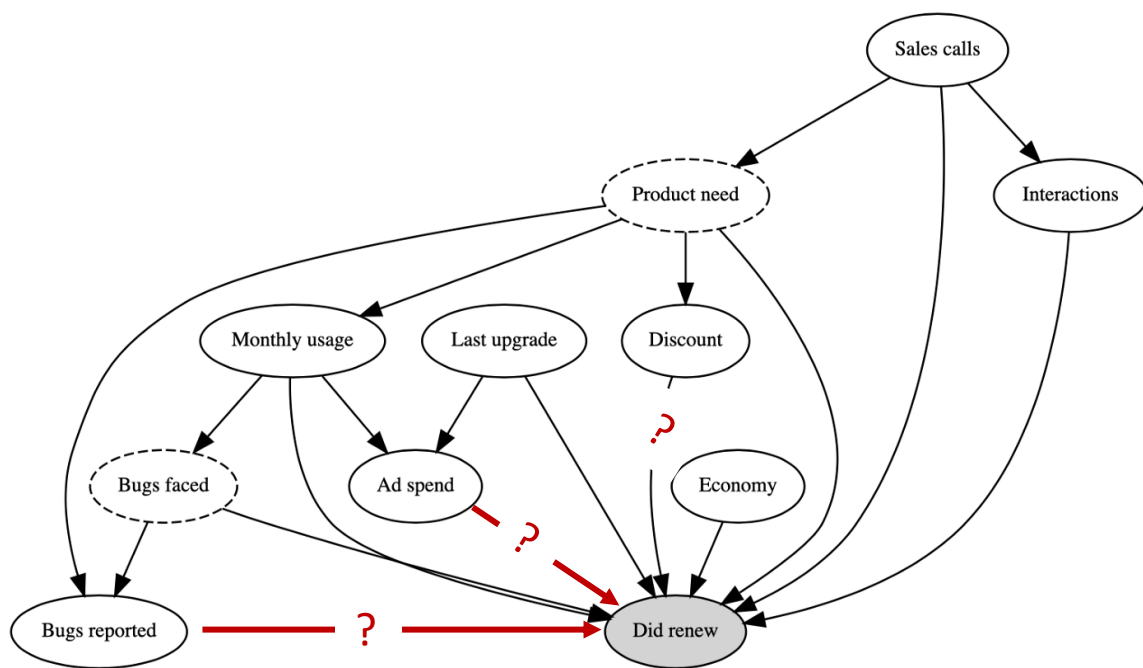 Sales calls
Product need
Interactions
Monthly usage
Last upgrade
Discount
?
Bugs faced
Ad spend
Economy
?
Bugs reported
?
Did renew